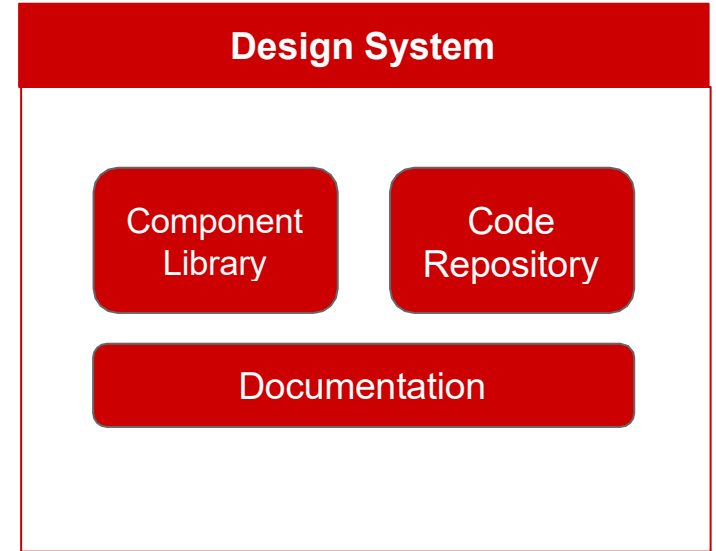 Design System
Component
Library
Code
Repository
Documentation